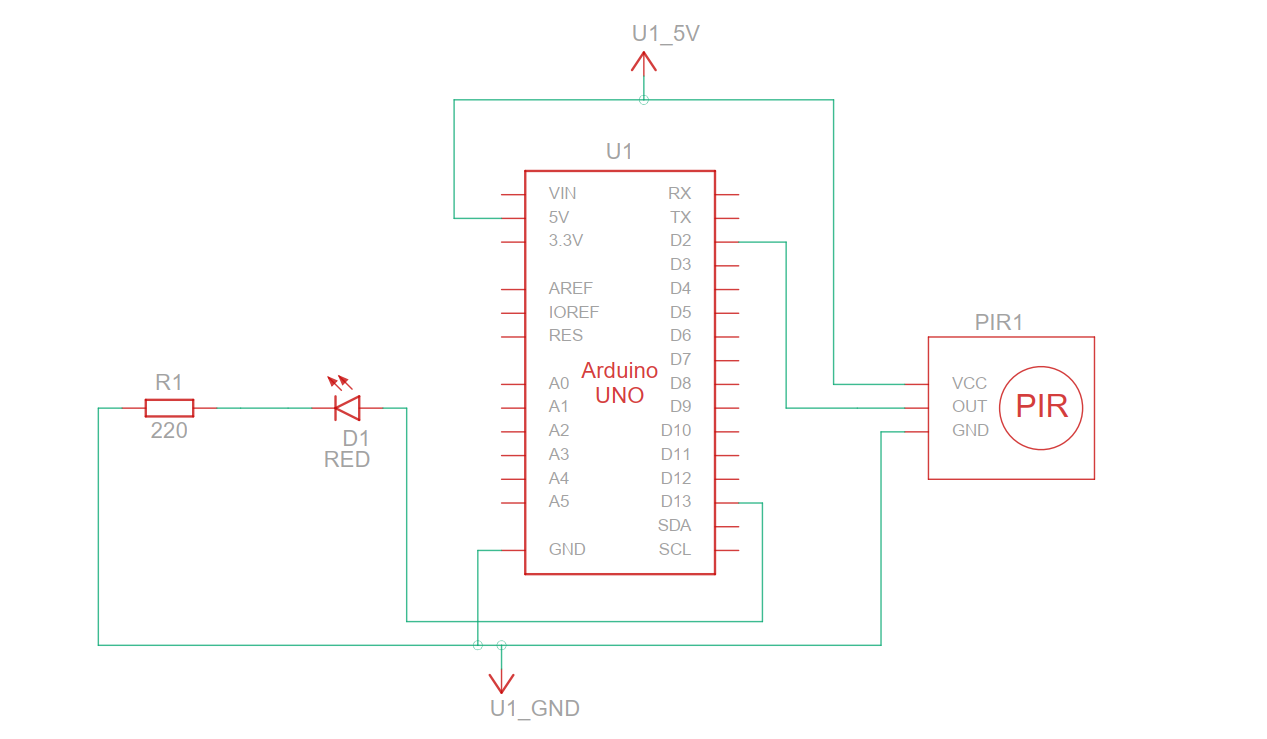 U1_5V
U1
VIN
5V
3.3V
AREF
IOREF
RES
A0
A1
A2
A3
A4
A5
GND
Arduino
UNO
RX
TX
D2
D3
D4
D5
D6
D7
D8
D9
D10
D11
D12
D13
SDA
SCL
R1
220
D1
RED
PIR1
VCC
OUT
GND
PIR
U1_GND